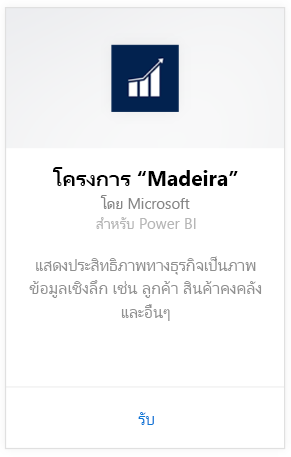 โครงการ “Madeira”
โดย Microsoft
สำหรับ Power BI
แสดงประสิทธิภาพทางธุรกิจเป็นภาพ
ข้อมูลเชิงลึก เช่น ลูกค้า สินค้าคงคลัง
และอื่นๆ
รับ